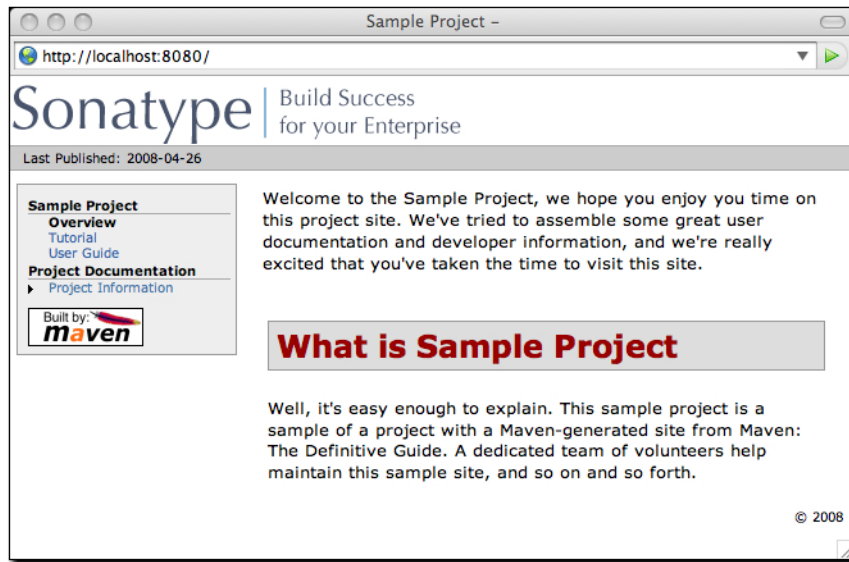 Sample Project –
http://localhost:8080/
Sonatype
Build Success
for your Enterprise
Last Published: 2008-04-26
Sample Project
Overview
Tutorial
User Guide
Project Documentation
Project Information
Built by:
maven
Welcome to the Sample Project, we hope you enjoy you time on
this project site. We've tried to assemble some great user
documentation and developer information, and we're really
excited that you've taken the time to visit this site.
What is Sample Project
Well, it's easy enough to explain. This sample project is a
sample of a project with a Maven-generated site from Maven:
The Definitive Guide. A dedicated team of volunteers help
maintain this sample site, and so on and so forth.
© 2008